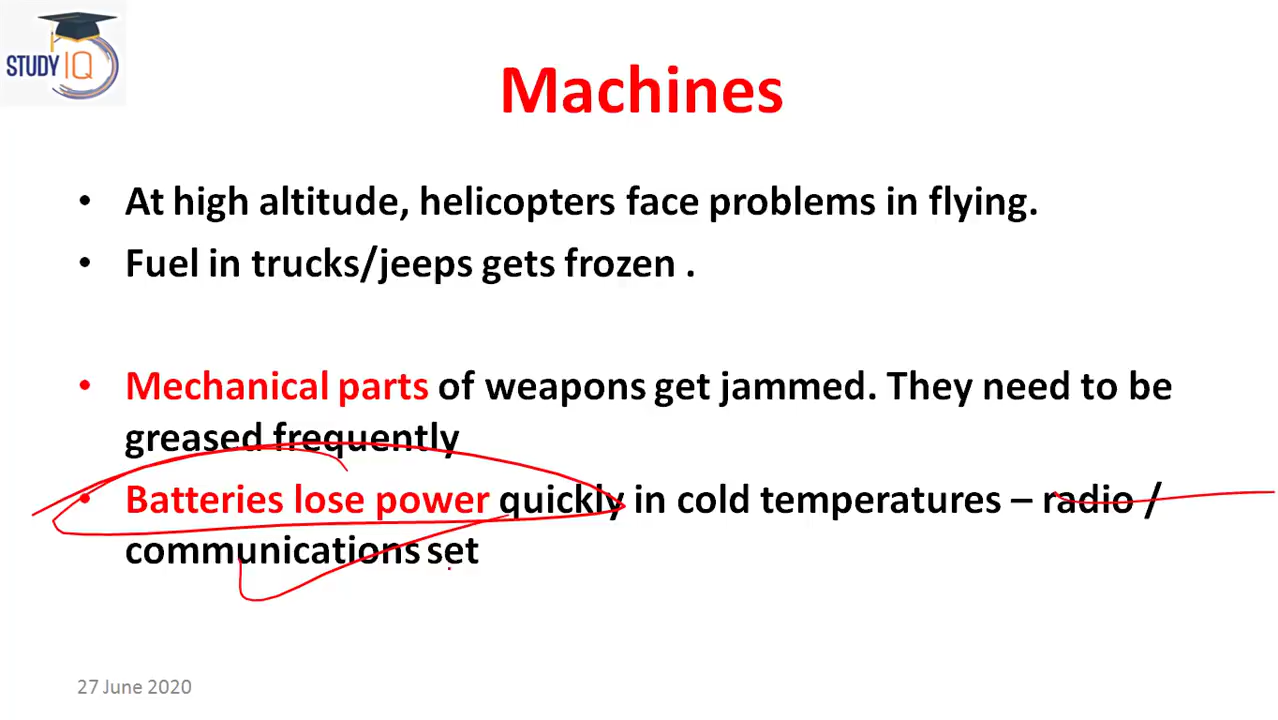 STUDY IQ
Machines
• At high altitude, helicopters face problems in flying.
• Fuel in trucks/jeeps gets frozen .
• Mechanical parts of weapons get jammed. They need to be
greased frequently
• Batteries lose power quickly in cold temperatures – radio /
communications set
27 June 2020